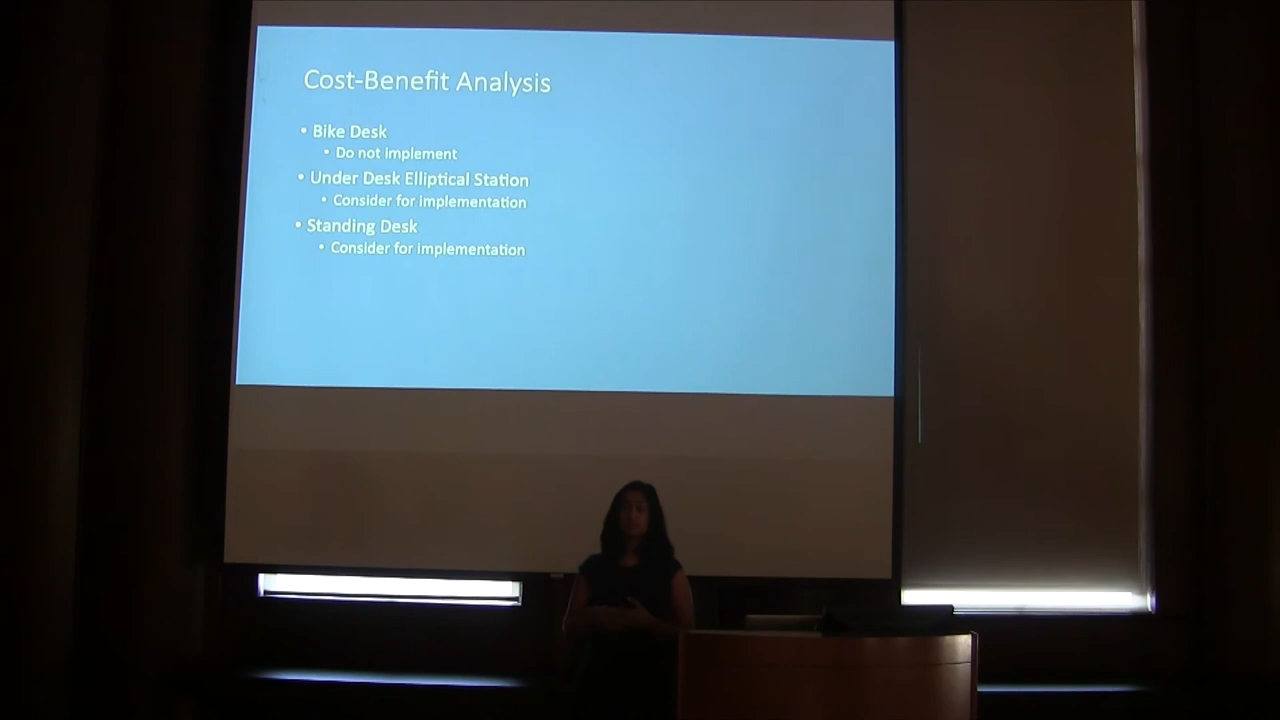 Cost-Benefit Analysis
• Bike Desk
• Do not implement
• Under Desk Elliptical Station
• Consider for implementation
• Standing Desk
• Consider for implementation